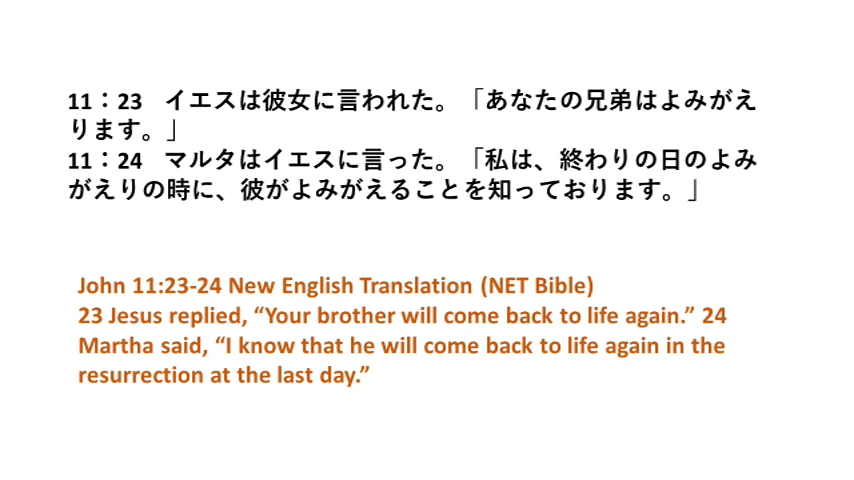 11：23　イエスは彼女に言われた。「あなたの兄弟はよみがえ
ります。」
11：24　マルタはイエスに言った。「私は、終わりの日のよみ
がえりの時に、彼がよみがえることを知っております。」
John 11:23-24 New English Translation (NET Bible)
23 Jesus replied, “Your brother will come back to life again.” 24
Martha said, “I know that he will come back to life again in the
resurrection at the last day.”